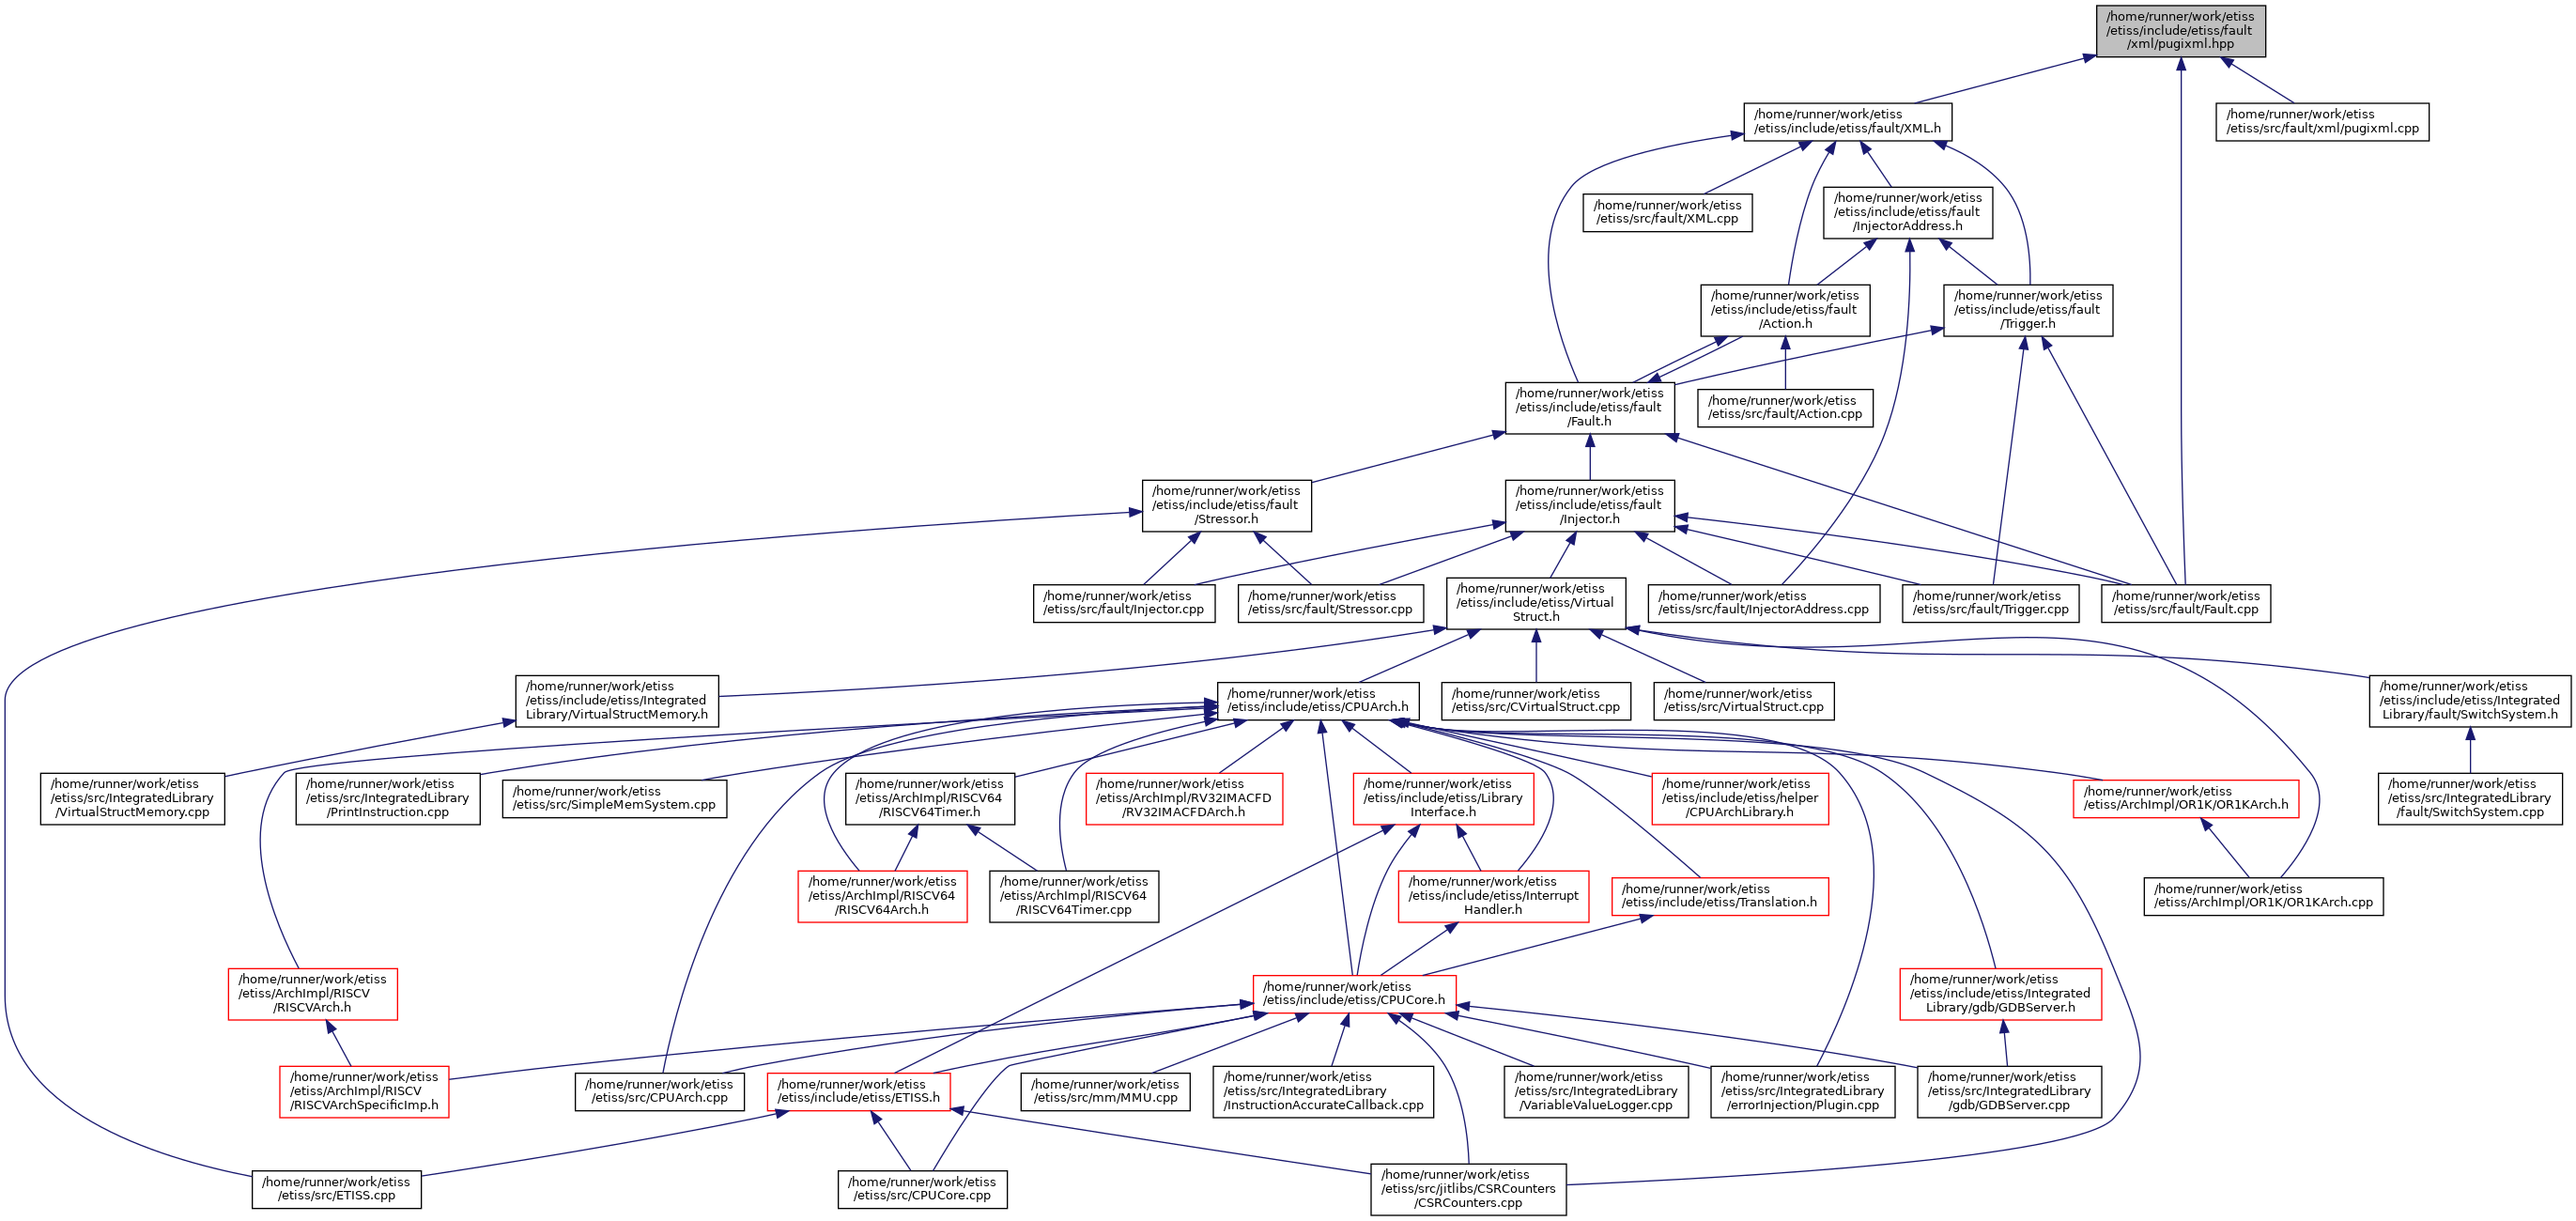 /home/runner/work/etiss
/etiss/include/etiss/fault
/xml/pugixml.hpp
/home/runner/work/etiss
/etiss/include/etiss/fault/XML.h
/home/runner/work/etiss
/etiss/src/fault/xml/pugixml.cpp
/home/runner/work/etiss
/etiss/src/fault/XML.cpp
/home/runner/work/etiss
/etiss/include/etiss/fault
/InjectorAddress.h
/home/runner/work/etiss
/etiss/include/etiss/fault
/Action.h
/home/runner/work/etiss
/etiss/include/etiss/fault
/Trigger.h
/home/runner/work/etiss
/etiss/include/etiss/fault
/Fault.h
/home/runner/work/etiss
/etiss/src/fault/Action.cpp
/home/runner/work/etiss
/etiss/include/etiss/fault
/Stressor.h
/home/runner/work/etiss
/etiss/include/etiss/fault
/Injector.h
/home/runner/work/etiss
/etiss/src/fault/Injector.cpp
/home/runner/work/etiss
/etiss/src/fault/Stressor.cpp
/home/runner/work/etiss
/etiss/include/etiss/Virtual
Struct.h
/home/runner/work/etiss
/etiss/src/fault/InjectorAddress.cpp
/home/runner/work/etiss
/etiss/src/fault/Trigger.cpp
/home/runner/work/etiss
/etiss/src/fault/Fault.cpp
/home/runner/work/etiss
/etiss/include/etiss/Integrated
Library/VirtualStructMemory.h
/home/runner/work/etiss
/etiss/include/etiss/CPUArch.h
/home/runner/work/etiss
/etiss/src/CVirtualStruct.cpp
/home/runner/work/etiss
/etiss/src/VirtualStruct.cpp
/home/runner/work/etiss
/etiss/include/etiss/Integrated
Library/fault/SwitchSystem.h
/home/runner/work/etiss
/etiss/src/IntegratedLibrary
/VirtualStructMemory.cpp
/home/runner/work/etiss
/etiss/src/IntegratedLibrary
/PrintInstruction.cpp
/home/runner/work/etiss
/etiss/src/SimpleMemSystem.cpp
/home/runner/work/etiss
/etiss/ArchImpl/RISCV64
/RISCV64Timer.h
/home/runner/work/etiss
/etiss/ArchImpl/RV32IMACFD
/RV32IMACFDArch.h
/home/runner/work/etiss
/etiss/include/etiss/Library
Interface.h
/home/runner/work/etiss
/etiss/include/etiss/helper
/CPUArchLibrary.h
/home/runner/work/etiss
/etiss/ArchImpl/OR1K/OR1KArch.h
/home/runner/work/etiss
/etiss/src/IntegratedLibrary
/fault/SwitchSystem.cpp
/home/runner/work/etiss
/etiss/ArchImpl/RISCV64
/RISCV64Arch.h
/home/runner/work/etiss
/etiss/ArchImpl/RISCV64
/RISCV64Timer.cpp
/home/runner/work/etiss
/etiss/include/etiss/Interrupt
Handler.h
/home/runner/work/etiss
/etiss/include/etiss/Translation.h
/home/runner/work/etiss
/etiss/ArchImpl/OR1K/OR1KArch.cpp
/home/runner/work/etiss
/etiss/ArchImpl/RISCV
/RISCVArch.h
/home/runner/work/etiss
/etiss/include/etiss/CPUCore.h
/home/runner/work/etiss
/etiss/include/etiss/Integrated
Library/gdb/GDBServer.h
/home/runner/work/etiss
/etiss/ArchImpl/RISCV
/RISCVArchSpecificImp.h
/home/runner/work/etiss
/etiss/src/CPUArch.cpp
/home/runner/work/etiss
/etiss/include/etiss/ETISS.h
/home/runner/work/etiss
/etiss/src/mm/MMU.cpp
/home/runner/work/etiss
/etiss/src/IntegratedLibrary
/InstructionAccurateCallback.cpp
/home/runner/work/etiss
/etiss/src/IntegratedLibrary
/VariableValueLogger.cpp
/home/runner/work/etiss
/etiss/src/IntegratedLibrary
/errorInjection/Plugin.cpp
/home/runner/work/etiss
/etiss/src/IntegratedLibrary
/gdb/GDBServer.cpp
/home/runner/work/etiss
/etiss/src/ETISS.cpp
/home/runner/work/etiss
/etiss/src/CPUCore.cpp
/home/runner/work/etiss
/etiss/src/jitlibs/CSRCounters
/CSRCounters.cpp